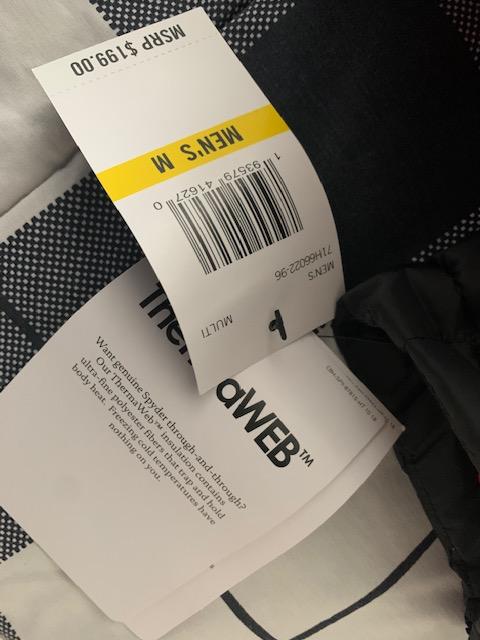 MSRP $199.00
MEN'S M
1 93579 41627 0
MEN'S
71H66022-96
MULTI
aWEB™
Want genuine Spyder through-and-through?
Our ThermaWeb™ insulation contains
ultra-fine polyester fibers that trap and hold
body heat. Freezing cold temperatures have
nothing on you.